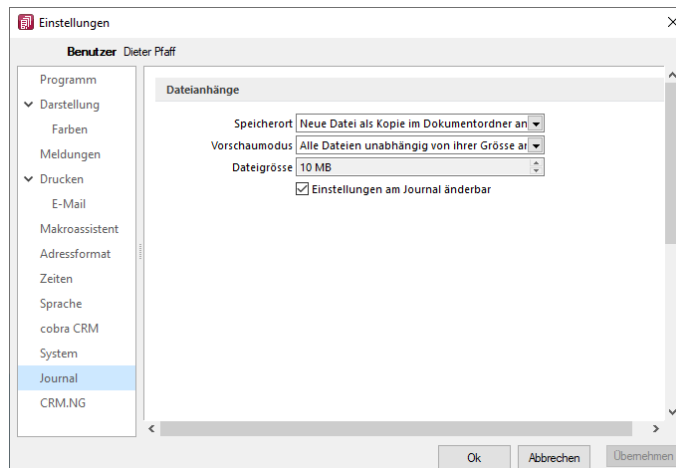 Einstellungen
Benutzer Dieter Pfaff
Programm
Darstellung
Farben
Meldungen
Drucken
E-Mail
Makroassistent
Adressformat
Zeiten
Sprache
cobra CRM
System
Journal
CRM.NG
Dateianhänge
Speicherort Neue Datei als Kopie im Dokumentordner an
Vorschaumodus Alle Dateien unabhängig von ihrer Grösse ar
Dateigrösse 10 MB
Einstellungen am Journal änderbar
Ok Abbrechen Übernehmen